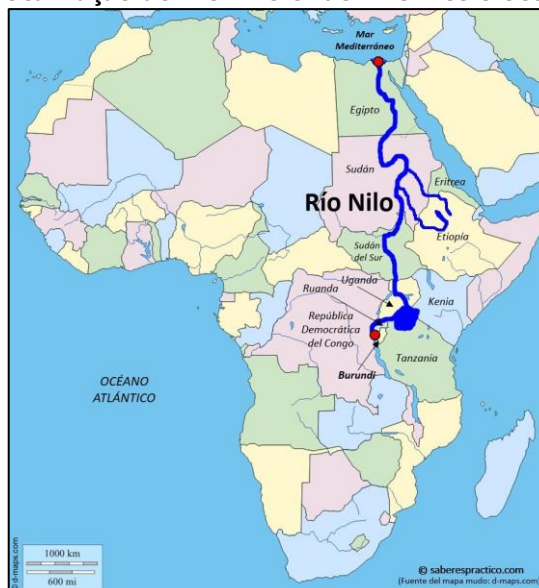 Mar
Mediterráneo
Egipto
Sudán
Eritrea
Río Nilo
Etiopía
Sudán
del Sur
Uganda
Ruanda
Kenia
República
Democrática
del Congo
Tanzania
OCÉANO
ATLÁNTICO
Burundi
1000 km
600 mi
© d-maps.com
© saberespractico.com
(Fuente del mapa mudo: d-maps.com)